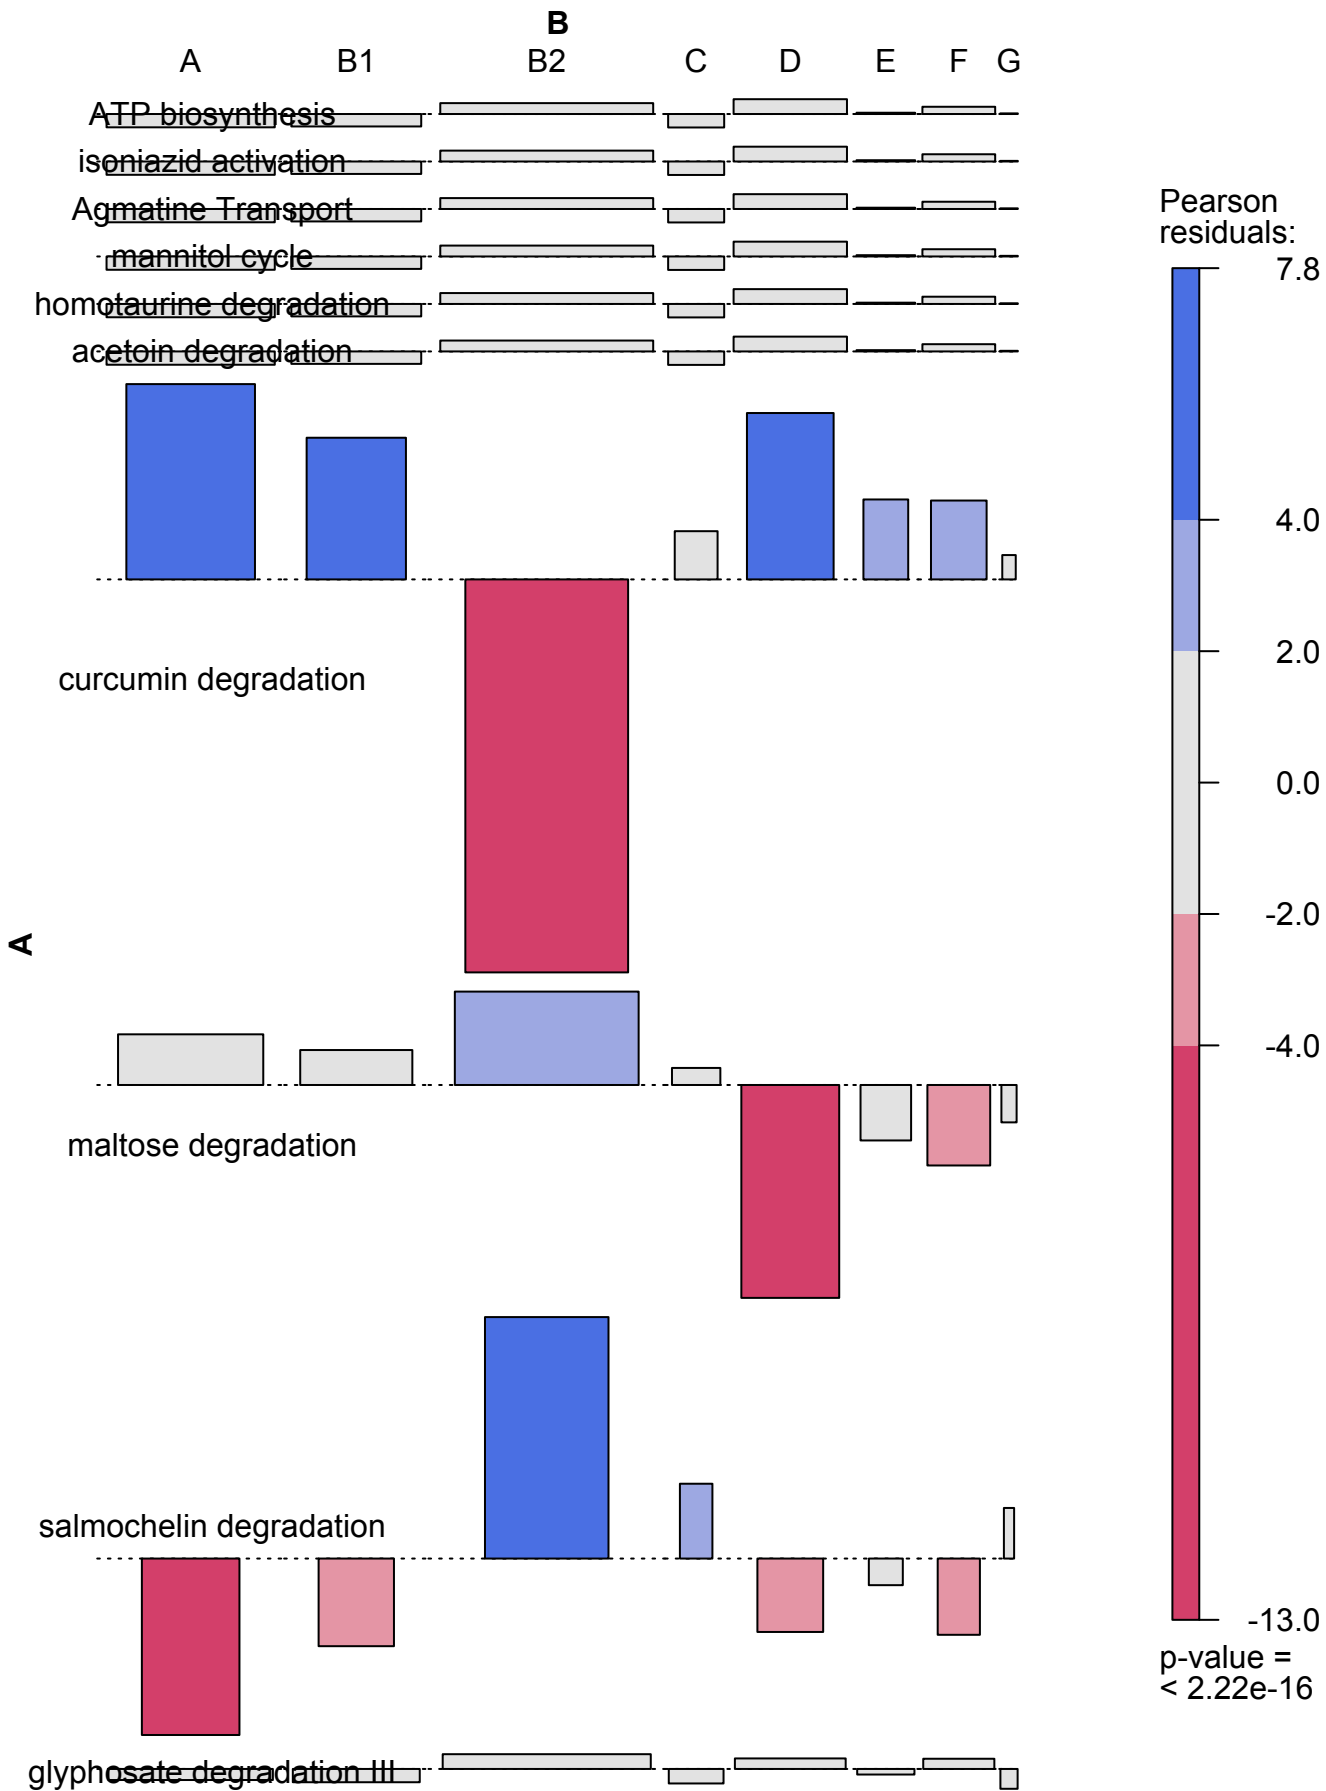 B
A B1 B2 C D E F G
ATP biosynthesis
isoniazid activation
Agmatine Transport
mannitol cycle
homotaurine degradation
acetoin degradation
curcumin degradation
maltose degradation
salmochelin degradation
glyphosate degradation III
A
Pearson
residuals:
7.8
4.0
2.0
0.0
-2.0
-4.0
-13.0
p-value =
< 2.22e-16